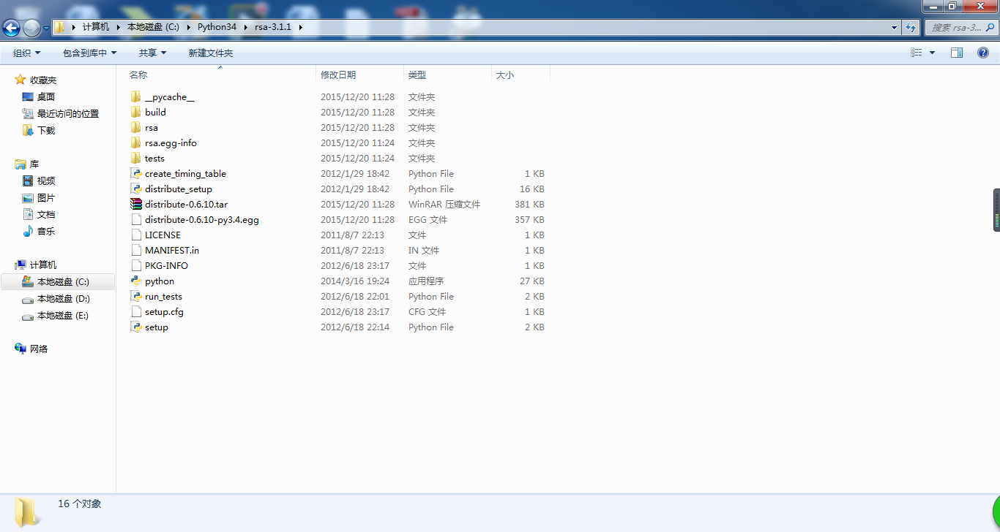 计算机 本地磁盘 (C:) Python34 rsa-3.1.1
搜索 rsa-3...
组织 包含到库中 共享 新建文件夹
名称 修改日期 类型 大小
收藏夹
桌面
最近访问的位置
下载
库
视频
图片
文档
音乐
计算机
本地磁盘 (C:)
本地磁盘 (D:)
本地磁盘 (E:)
网络
__pycache__ 2015/12/20 11:28 文件夹
build 2015/12/20 11:28 文件夹
rsa 2015/12/20 11:28 文件夹
rsa.egg-info 2015/12/20 11:24 文件夹
tests 2015/12/20 11:24 文件夹
create_timing_table 2012/1/29 18:42 Python File 1 KB
distribute_setup 2012/1/29 18:42 Python File 16 KB
distribute-0.6.10.tar 2015/12/20 11:28 WinRAR 压缩文件 381 KB
distribute-0.6.10-py3.4.egg 2015/12/20 11:28 EGG 文件 357 KB
LICENSE 2011/8/7 22:13 文件 1 KB
MANIFEST.in 2011/8/7 22:13 IN 文件 1 KB
PKG-INFO 2012/6/18 23:17 文件 1 KB
python 2014/3/16 19:24 应用程序 27 KB
run_tests 2012/6/18 22:01 Python File 2 KB
setup.cfg 2012/6/18 23:17 CFG 文件 1 KB
setup 2012/6/18 22:14 Python File 2 KB
16 个对象